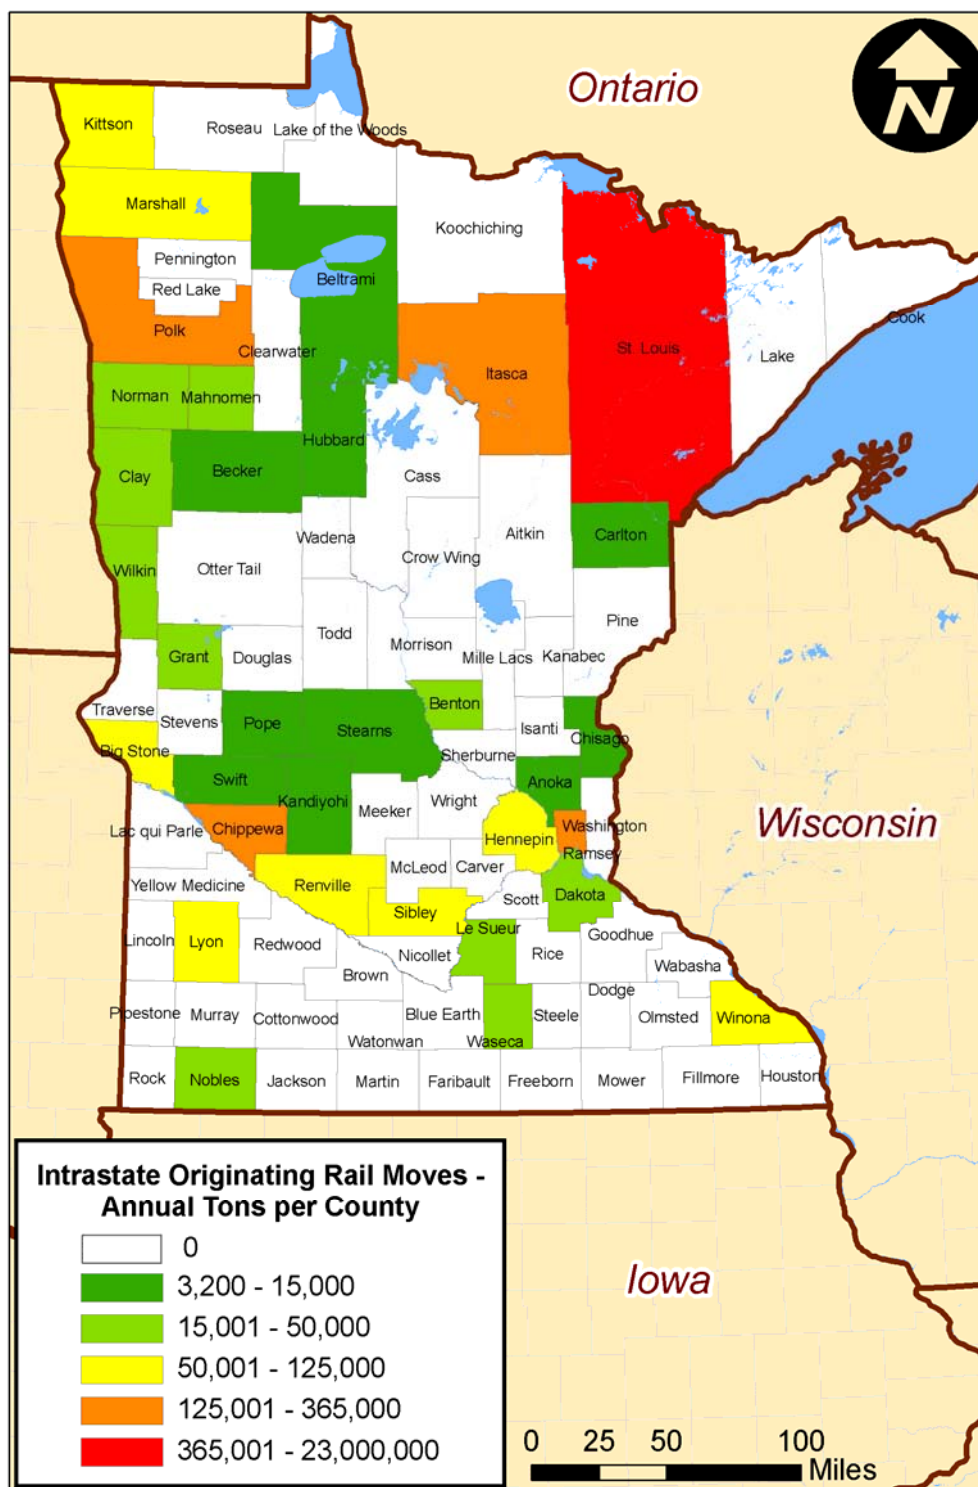 Ontario
N
Kittson
Roseau
Lake of the Woods
Marshall
Koochiching
Pennington
Beltrami
Red Lake
Cook
Polk
Clearwater
St. Louis
Lake
Itasca
Norman
Mahnomen
Hubbard
Becker
Clay
Cass
Wadena
Aitkin
Carlton
Crow Wing
Otter Tail
Wilkin
Pine
Todd
Morrison
Grant
Douglas
Mille Lacs
Kanabec
Benton
Traverse
Stevens
Pope
Stearns
Isanti
Chisago
Big Stone
Sherburne
Swift
Anoka
Kandiyohi
Meeker
Wright
Wisconsin
Lac qui Parle
Chippewa
Hennepin
Washington
Ramsey
McLeod
Carver
Yellow Medicine
Renville
Dakota
Scott
Sibley
Le Sueur
Lincoln
Lyon
Redwood
Goodhue
Nicollet
Rice
Wabasha
Brown
Dodge
Pipestone
Murray
Cottonwood
Blue Earth
Steele
Olmsted
Winona
Watonwan
Waseca
Rock
Nobles
Jackson
Martin
Faribault
Freeborn
Mower
Fillmore
Houston
Intrastate Originating Rail Moves -
Annual Tons per County
0
3,200 - 15,000
15,001 - 50,000
50,001 - 125,000
125,001 - 365,000
365,001 - 23,000,000
Iowa
0 25 50 100
Miles